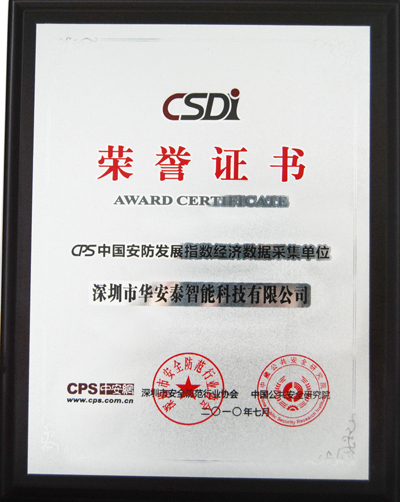 CSDi
荣誉证书
AWARD CERTIFICATE
CPS中国安防发展指数经济数据采集单位
深圳市华安泰智能科技有限公司
CPS中安网
www.cps.com.cn
深圳市安全防范行业协会
中国公共安全研究院
二〇一〇年七月